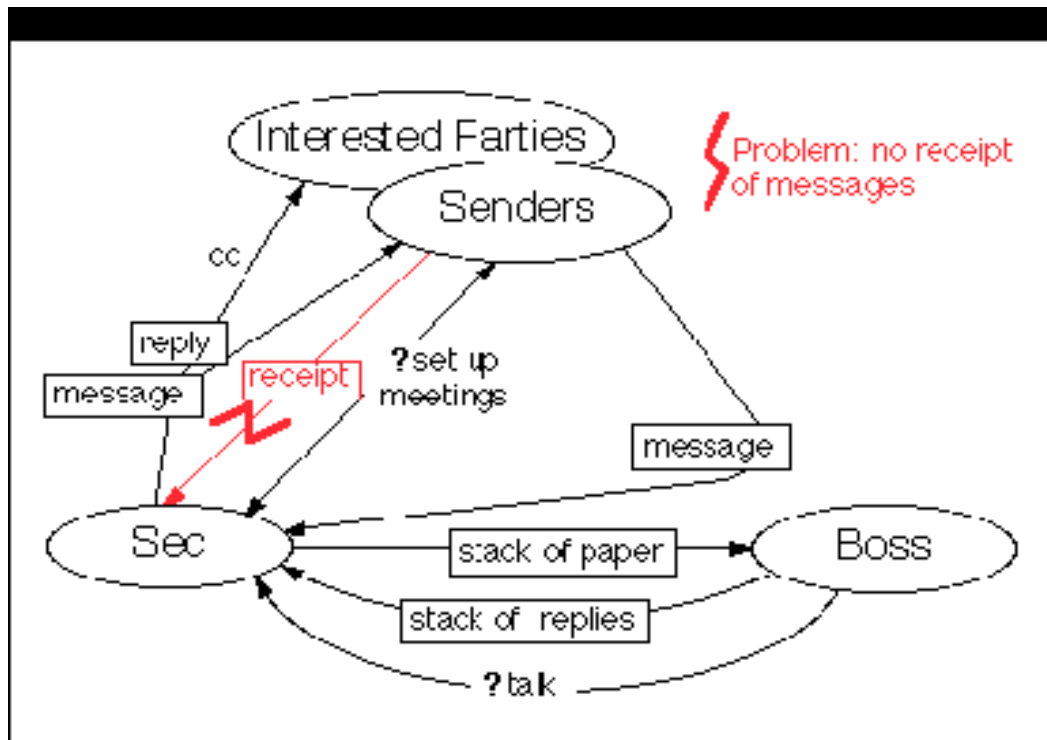 Interested Farties
Problem: no receipt
of messages
Senders
cc
reply
message
receipt
? set up
meetings
message
Sec
stack of paper
Boss
stack of replies
? talk